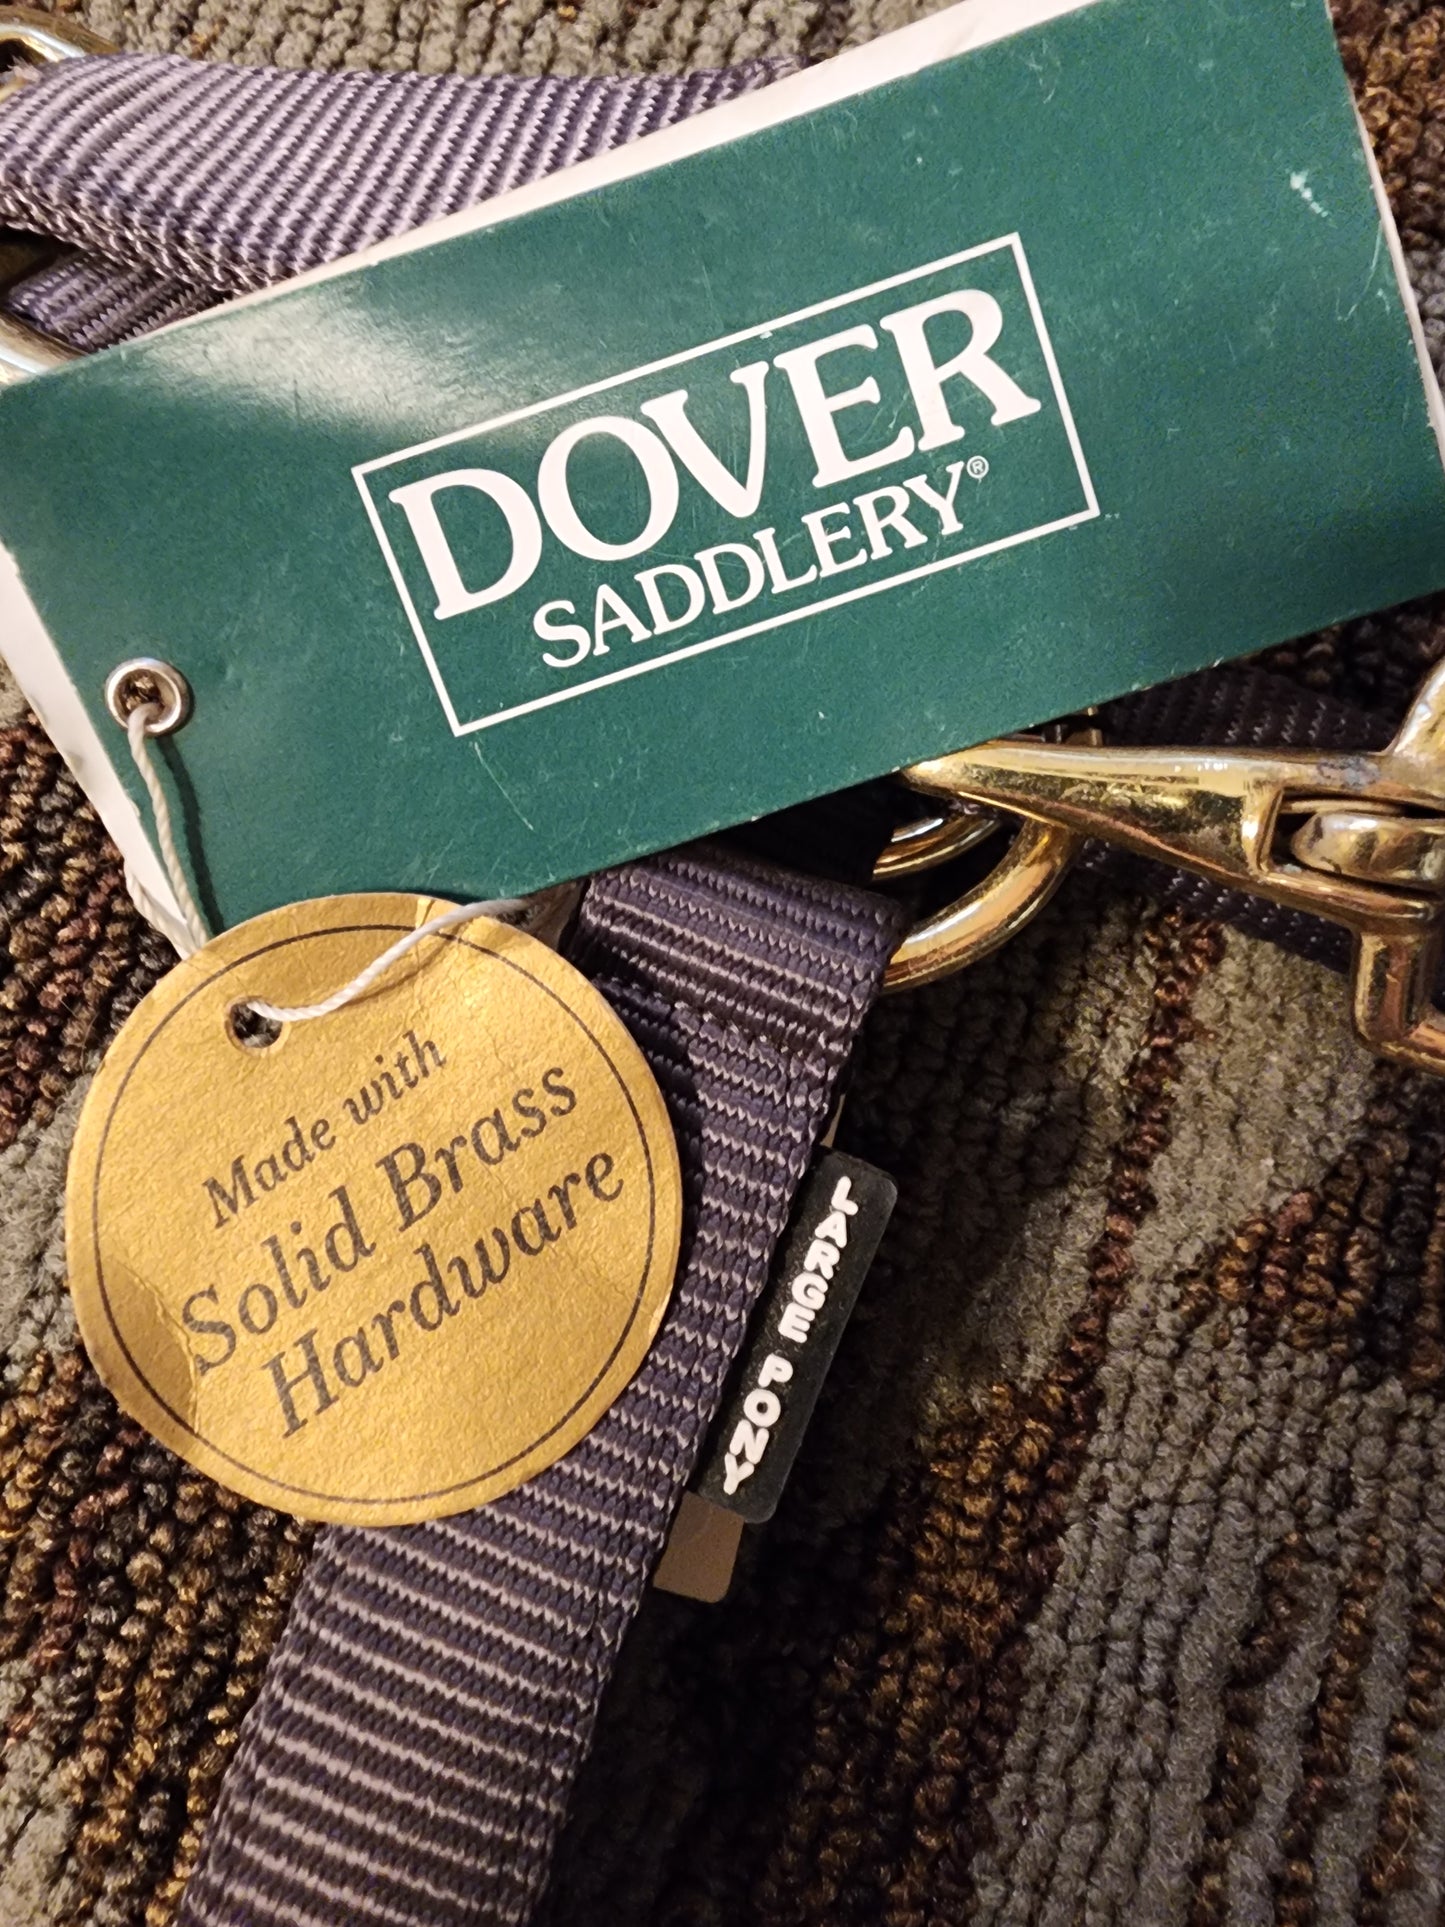 DOVER
SADDLERY®
Made with
Solid Brass
Hardware
LARGE PONY